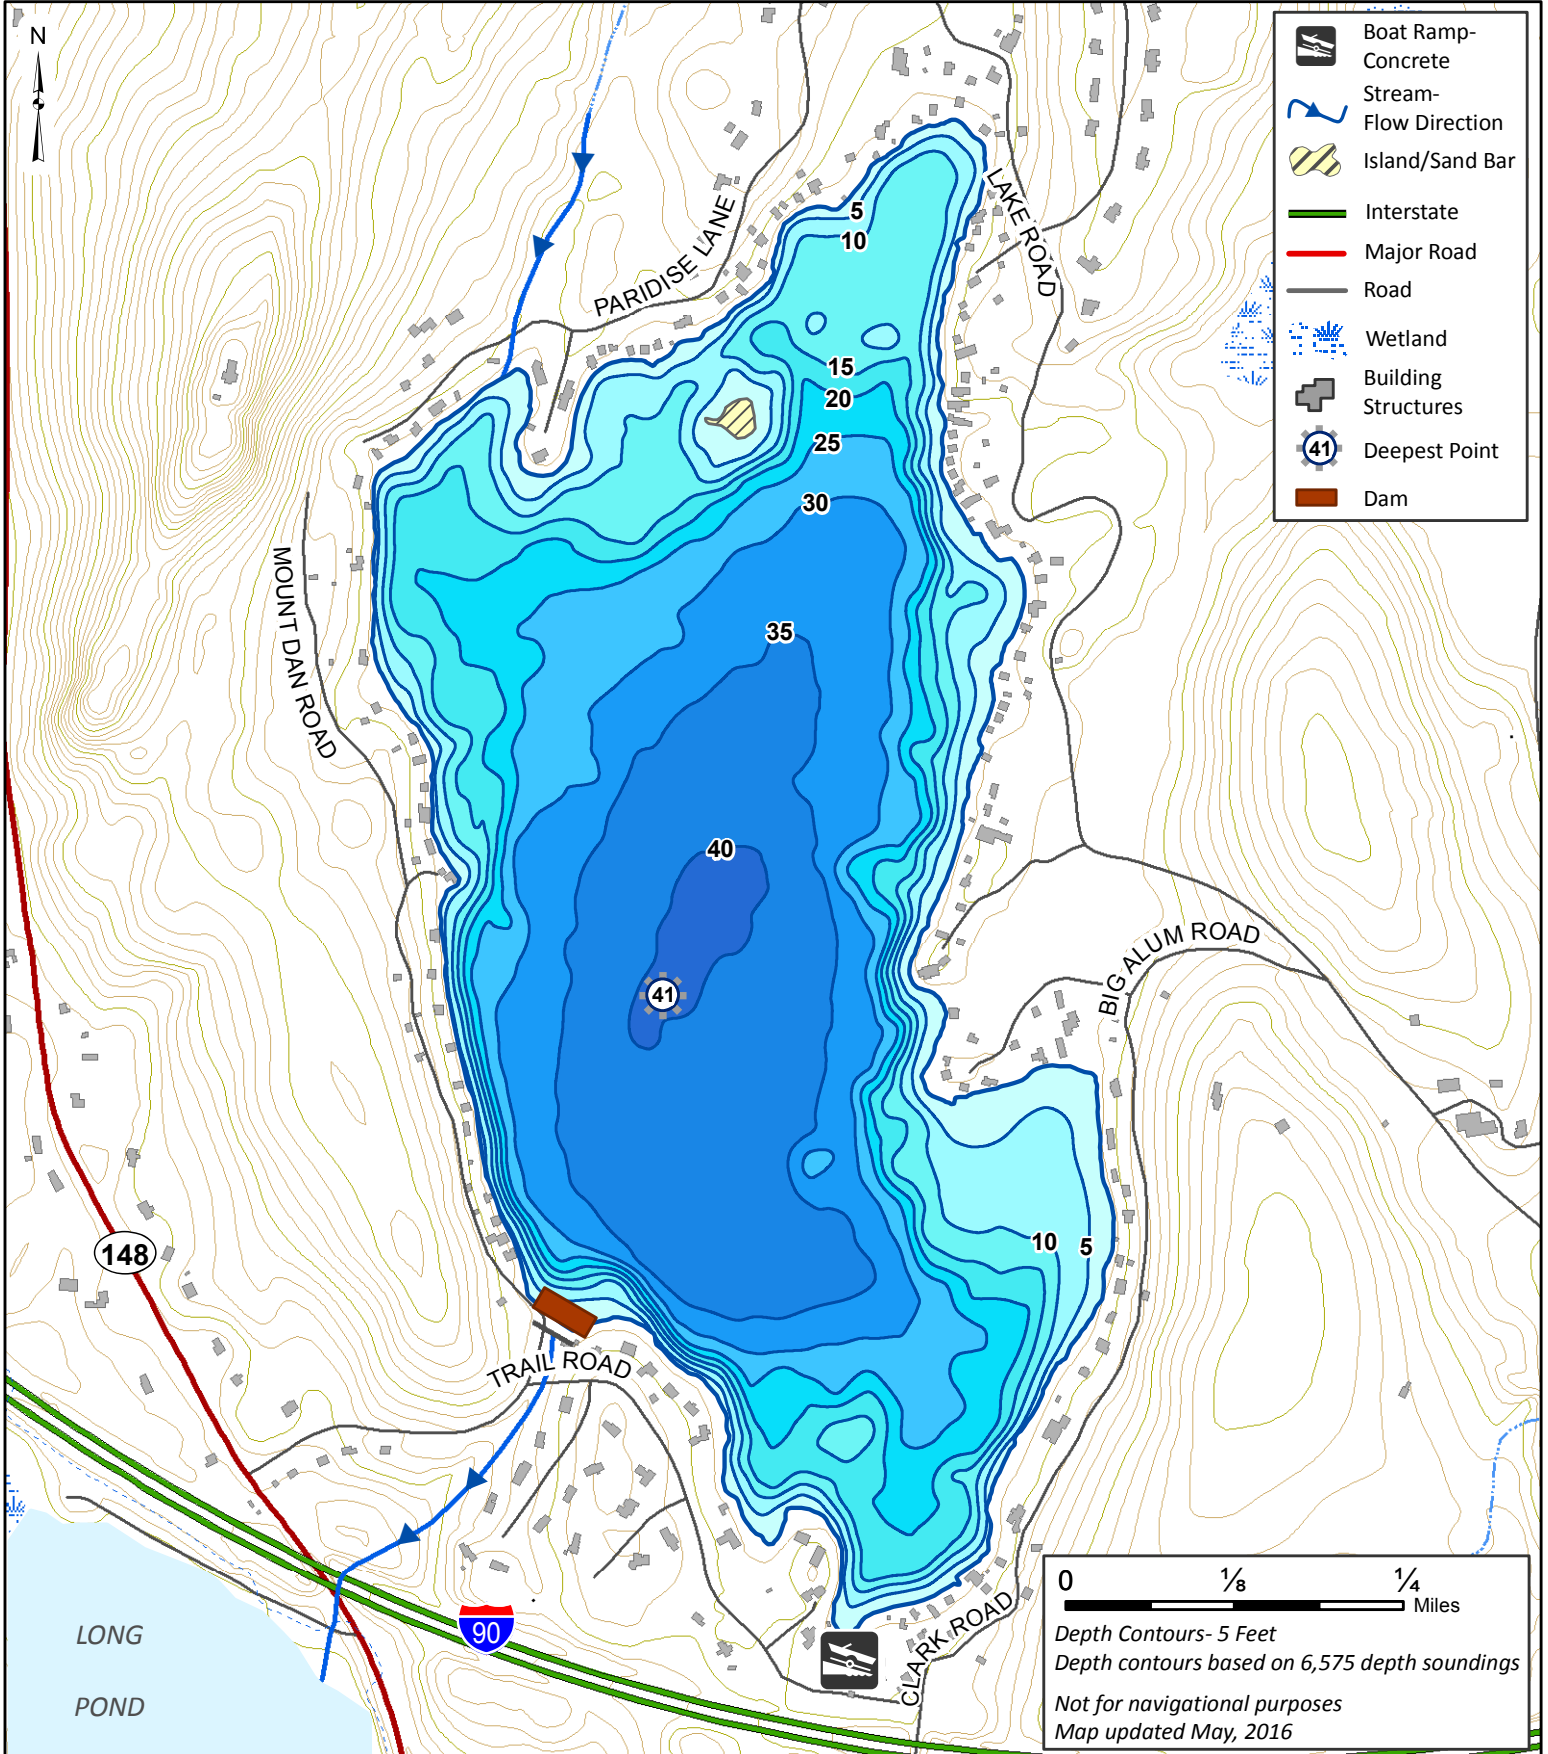 N
Boat Ramp-
Concrete
Stream-
Flow Direction
Island/Sand Bar
Interstate
Major Road
Road
Wetland
Building
Structures
41
Deepest Point
Dam
5
10
LAKE ROAD
PARIDISE LANE
15
20
25
30
MOUNT DAN ROAD
35
40
41
BIG ALUM ROAD
10
5
148
TRAIL ROAD
CLARK ROAD
90
LONG
POND
0
⅛
¼
Miles
Depth Contours- 5 Feet
Depth contours based on 6,575 depth soundings
Not for navigational purposes
Map updated May, 2016